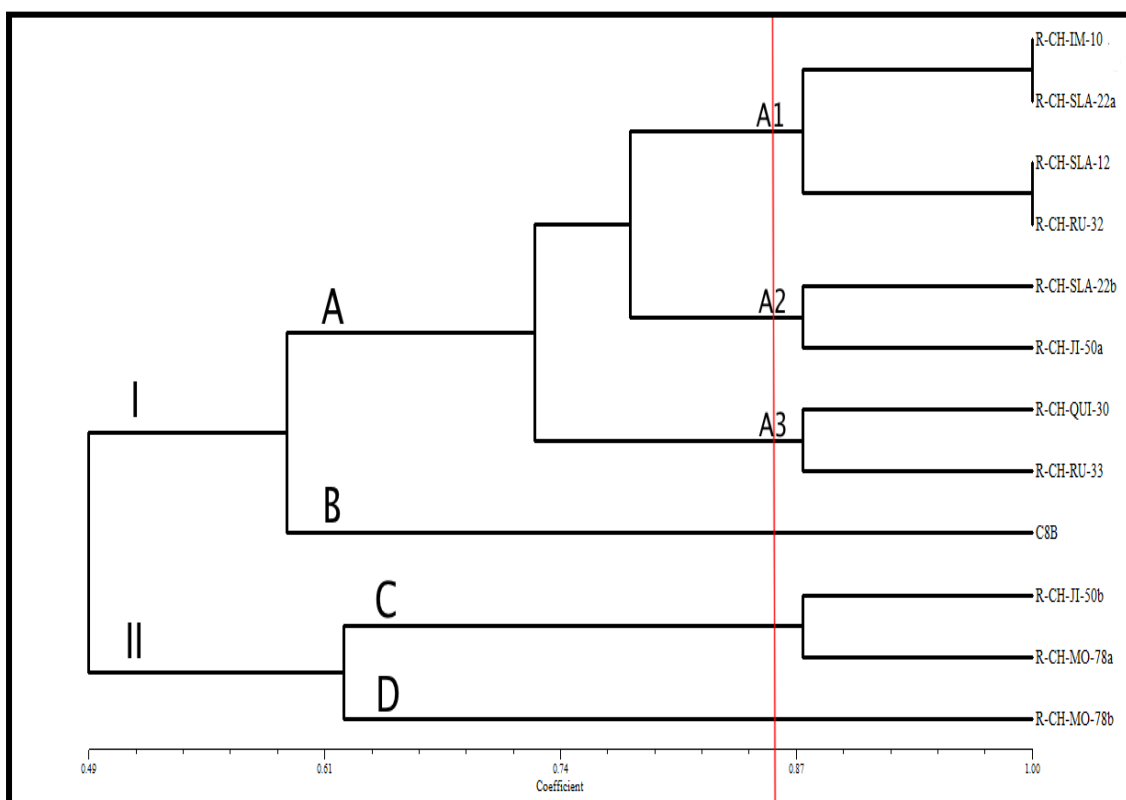 R-CH-IM-10
R-CH-SLA-22a
A1
R-CH-SLA-12
R-CH-RU-32
R-CH-SLA-22b
A
A2
R-CH-JI-50a
I
R-CH-QUI-30
A3
R-CH-RU-33
B
C8B
C
R-CH-JI-50b
II
R-CH-MO-78a
D
R-CH-MO-78b
0.49 0.61 0.74 0.87 1.00
Coefficient